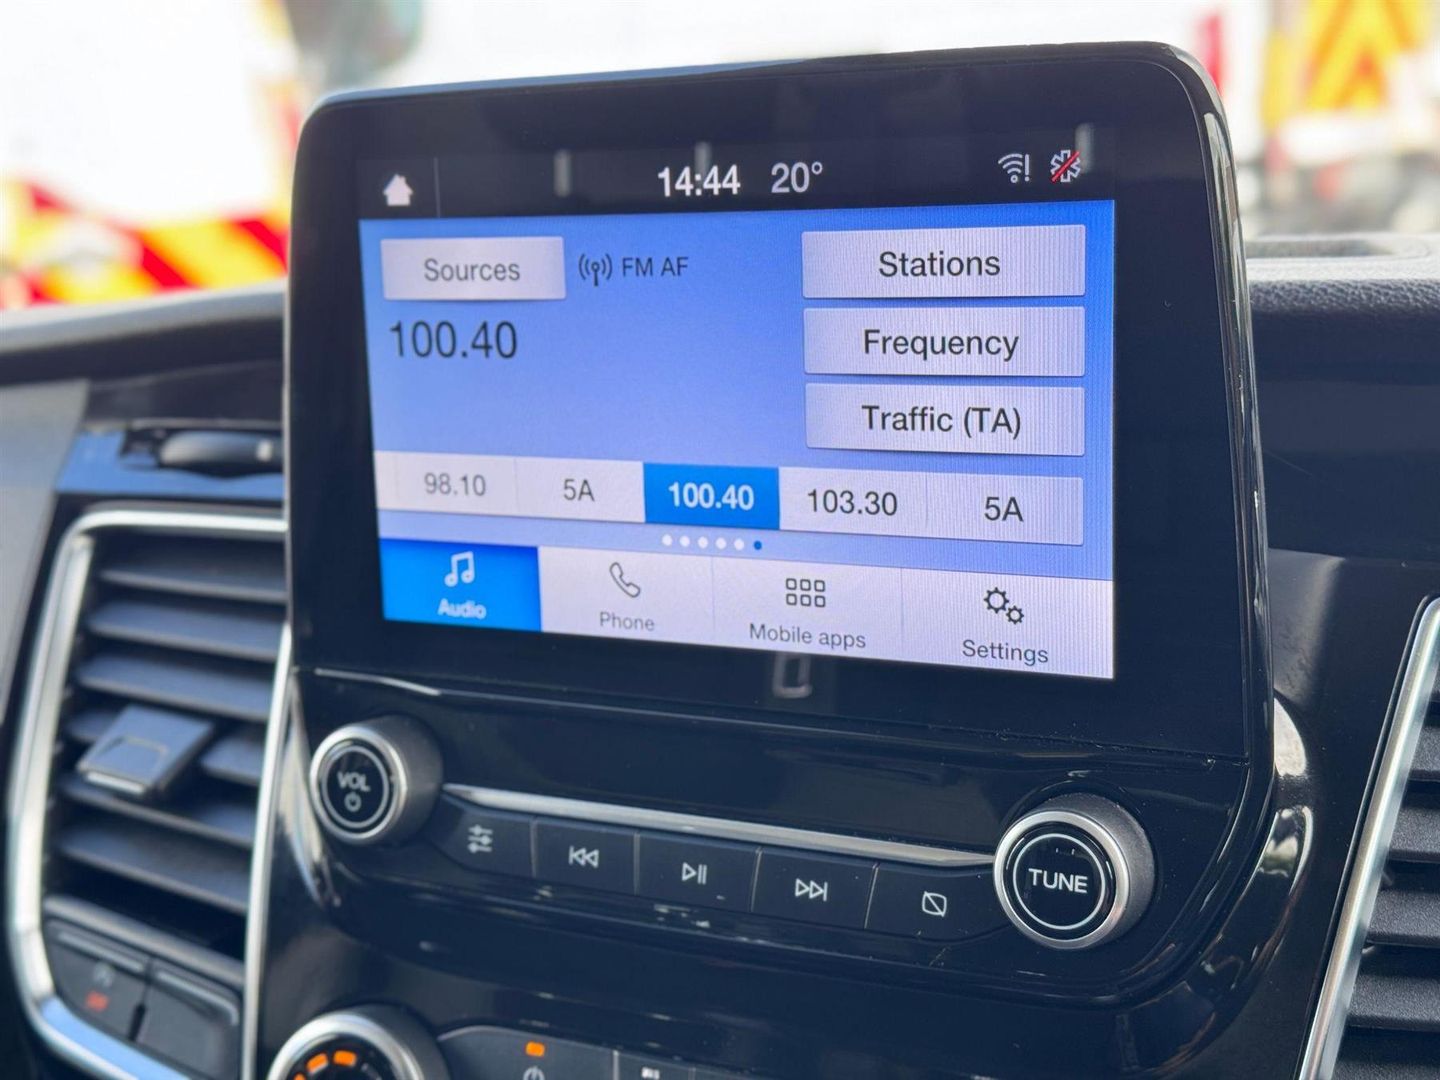 14:44 20°
Sources FM AF Stations
100.40
Frequency
Traffic (TA)
98.10 5A 100.40 103.30 5A
Audio Phone Mobile apps Settings
VOL
TUNE